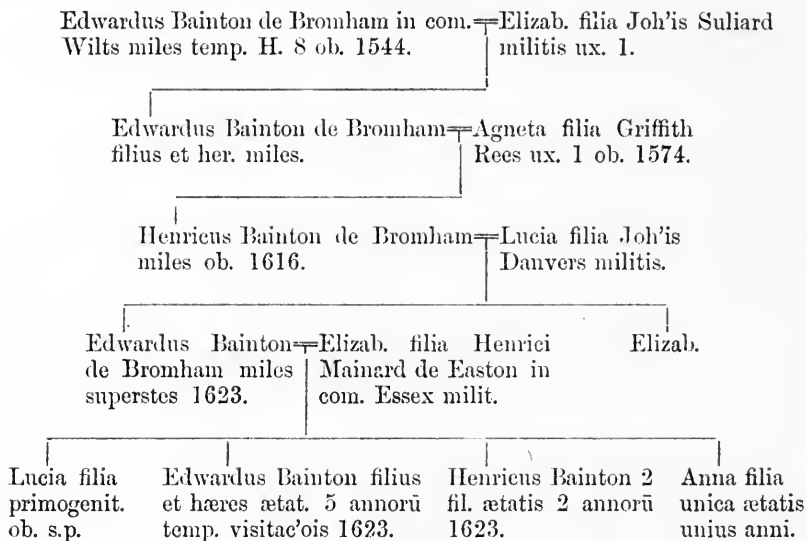 Edwardus Bainton de Bromham in com.
Wilts miles temp. H. 8 ob. 1544.
Elizab. filia Joh'is Suliard
militis ux. 1.
Edwardus Bainton de Bromham
filius et her. miles.
Agneta filia Griffith
Rees ux. 1 ob. 1574.
Henricus Bainton de Bromham
miles ob. 1616.
Lucia filia Joh'is
Danvers militis.
Edwardus Bainton
de Bromham miles
superstes 1623.
Elizab. filia Henrici
Mainard de Easton in
com. Essex milit.
Elizab.
Lucia filia
primogenit.
ob. s.p.
Edwardus Bainton filius
et hæres ætat. 5 annorū
temp. visitac'ois 1623.
Henricus Bainton 2
fil. ætatis 2 annorū
1623.
Anna filia
unica ætatis
unius anni.